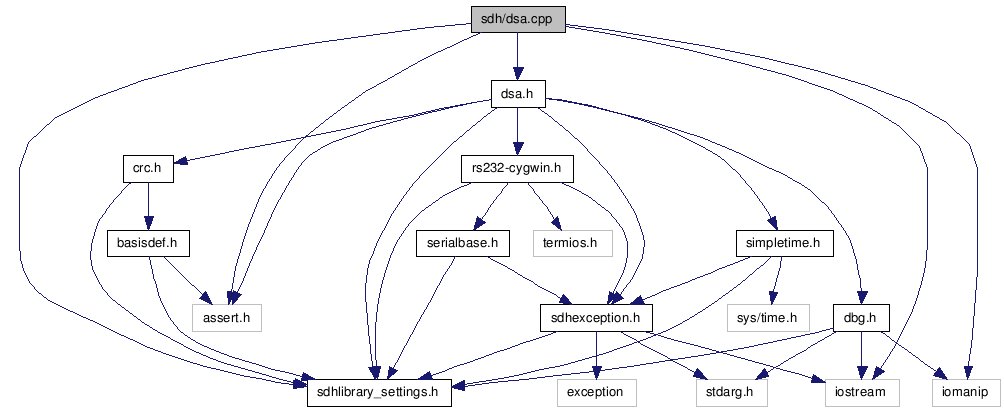 sdh/dsa.cpp
dsa.h
crc.h
rs232-cygwin.h
basisdef.h
serialbase.h
termios.h
simpletime.h
assert.h
sdhexception.h
sys/time.h
dbg.h
sdhlibrary_settings.h
exception
stdarg.h
iostream
iomanip